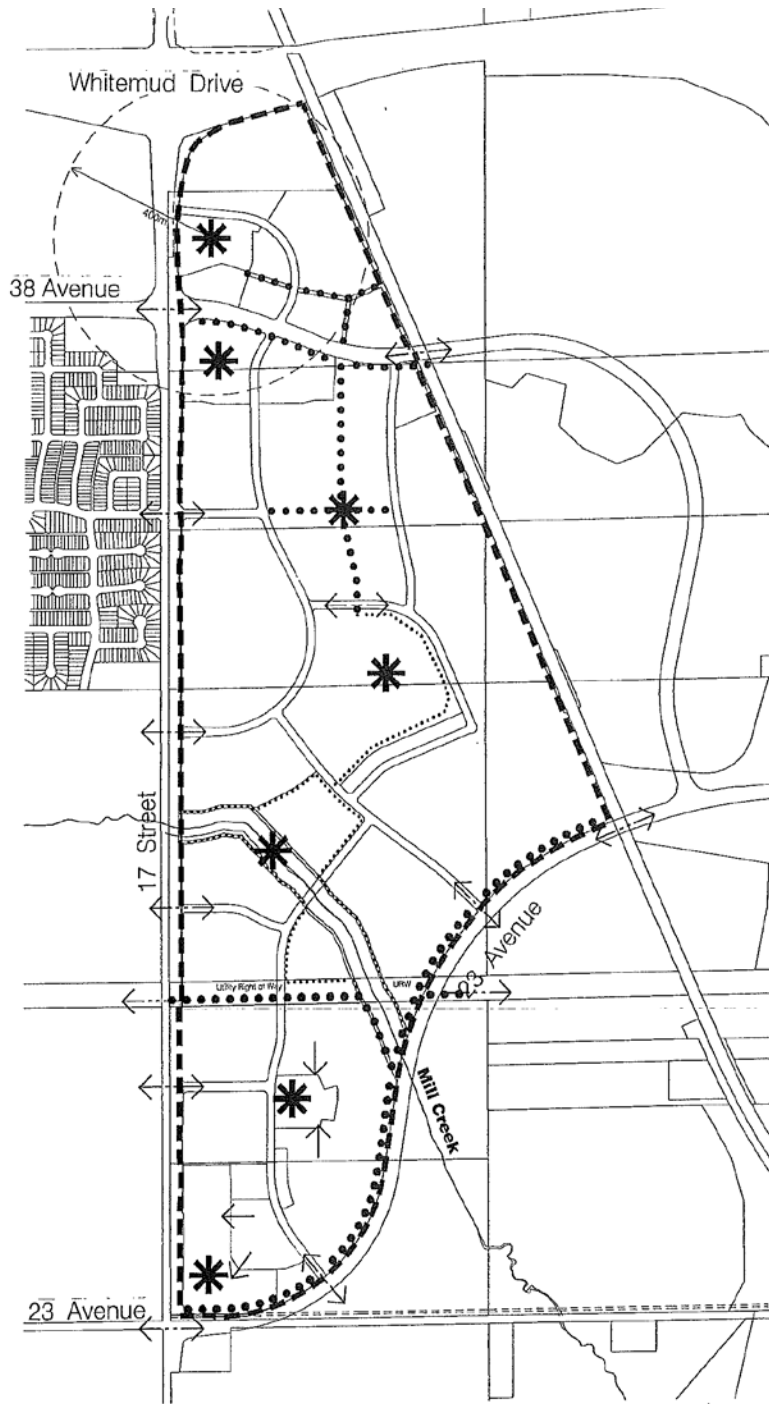 Whitemud Drive
400m
38 Avenue
17 Street
23 Avenue
Utility Right of Way
URW
Mill Creek
23 Avenue